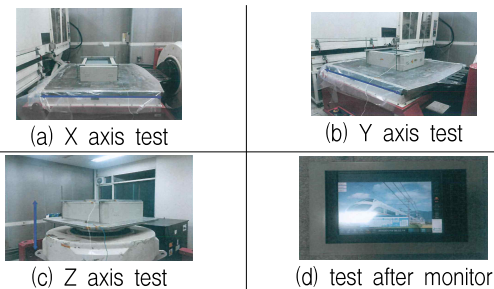 (a) X axis test
(b) Y axis test
(c) Z axis test
(d) test after monitor